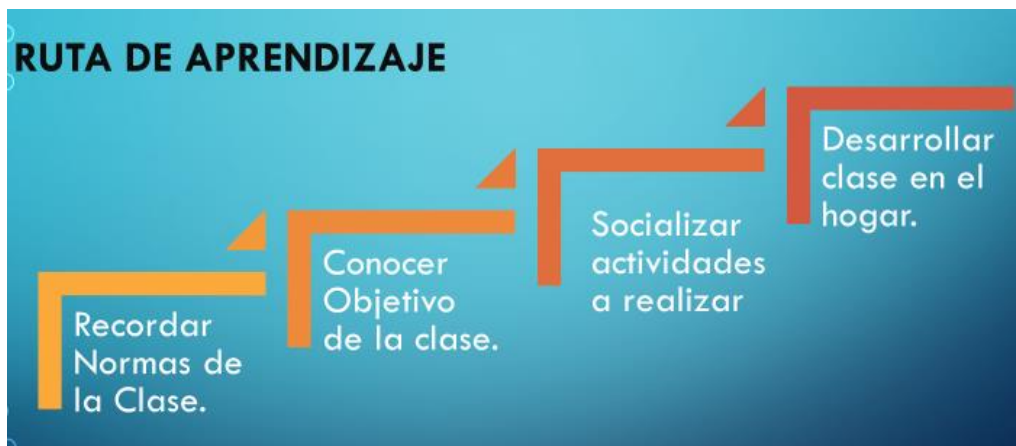 RUTA DE APRENDIZAJE
Recordar
Normas de
la Clase.
Conocer
Objetivo
de la clase.
Socializar
actividades
a realizar
Desarrollar
clase en el
hogar.